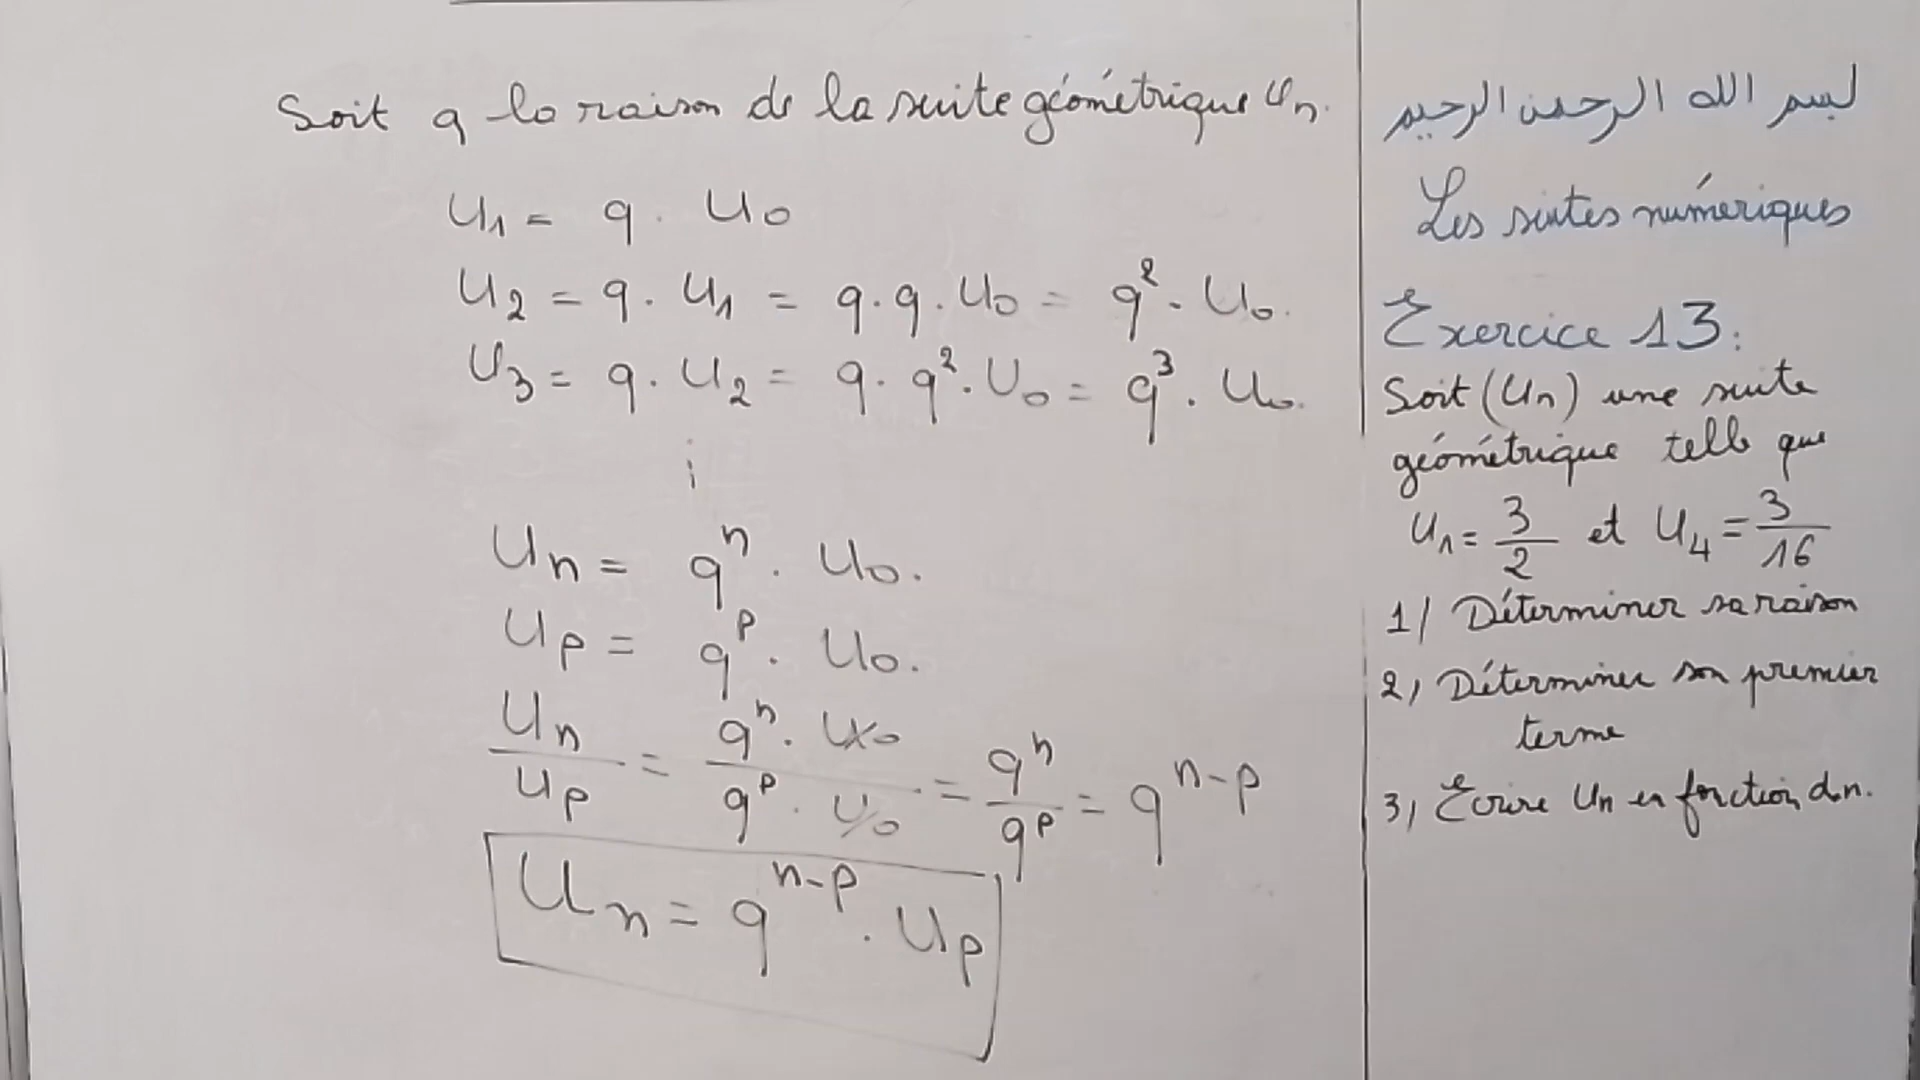 Soit q la raison de la suite géométrique Un.
U1 = q . U0
U2 = q . U1 = q . q . U0 = q² . U0.
U3 = q . U2 = q . q² . U0 = q³ . U0.
⋮
Un = qⁿ . U0.
Up = qᵖ . U0.
Un/Up = qⁿ . U0 / qᵖ . U0 = qⁿ/qᵖ = qⁿ⁻ᵖ
Un = qⁿ⁻ᵖ . Up
بسم الله الرحمن الرحيم
Les suites numériques
Exercice 13:
Soit (Un) une suite
géométrique telle que
U1 = 3/2 et U4 = 3/16
1/ Déterminer sa raison
2, Déterminer son premier
terme
3, Ecrire Un en fonction de n.